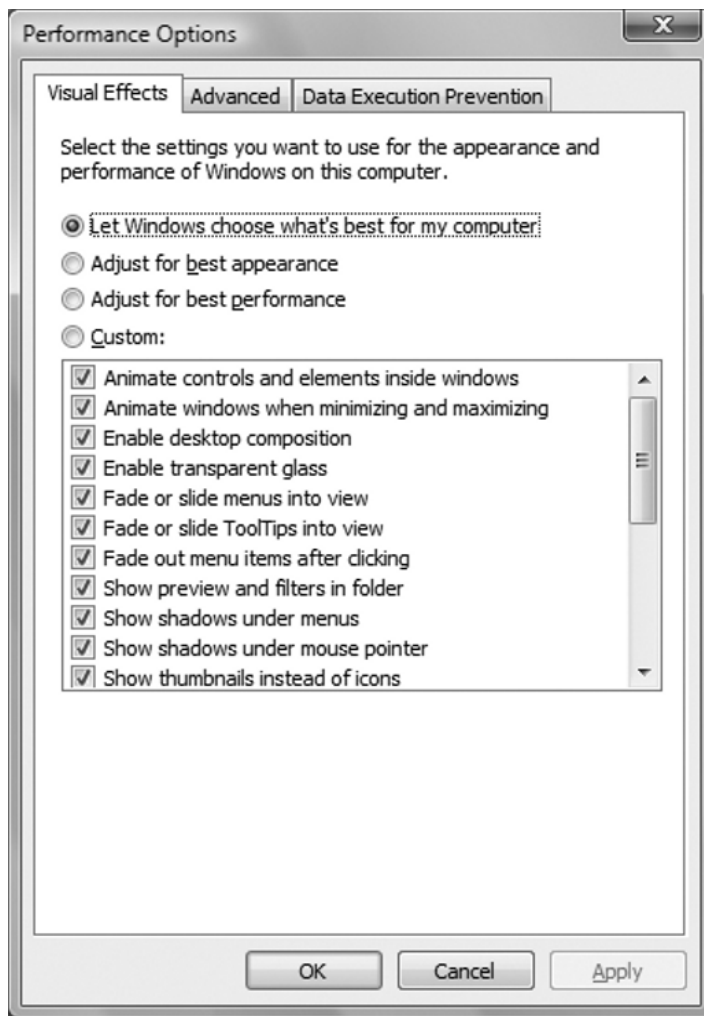 Performance Options
Visual Effects
Advanced
Data Execution Prevention
Select the settings you want to use for the appearance and
performance of Windows on this computer.
Let Windows choose what's best for my computer
Adjust for best appearance
Adjust for best performance
Custom:
Animate controls and elements inside windows
Animate windows when minimizing and maximizing
Enable desktop composition
Enable transparent glass
Fade or slide menus into view
Fade or slide ToolTips into view
Fade out menu items after clicking
Show preview and filters in folder
Show shadows under menus
Show shadows under mouse pointer
Show thumbnails instead of icons
OK
Cancel
Apply